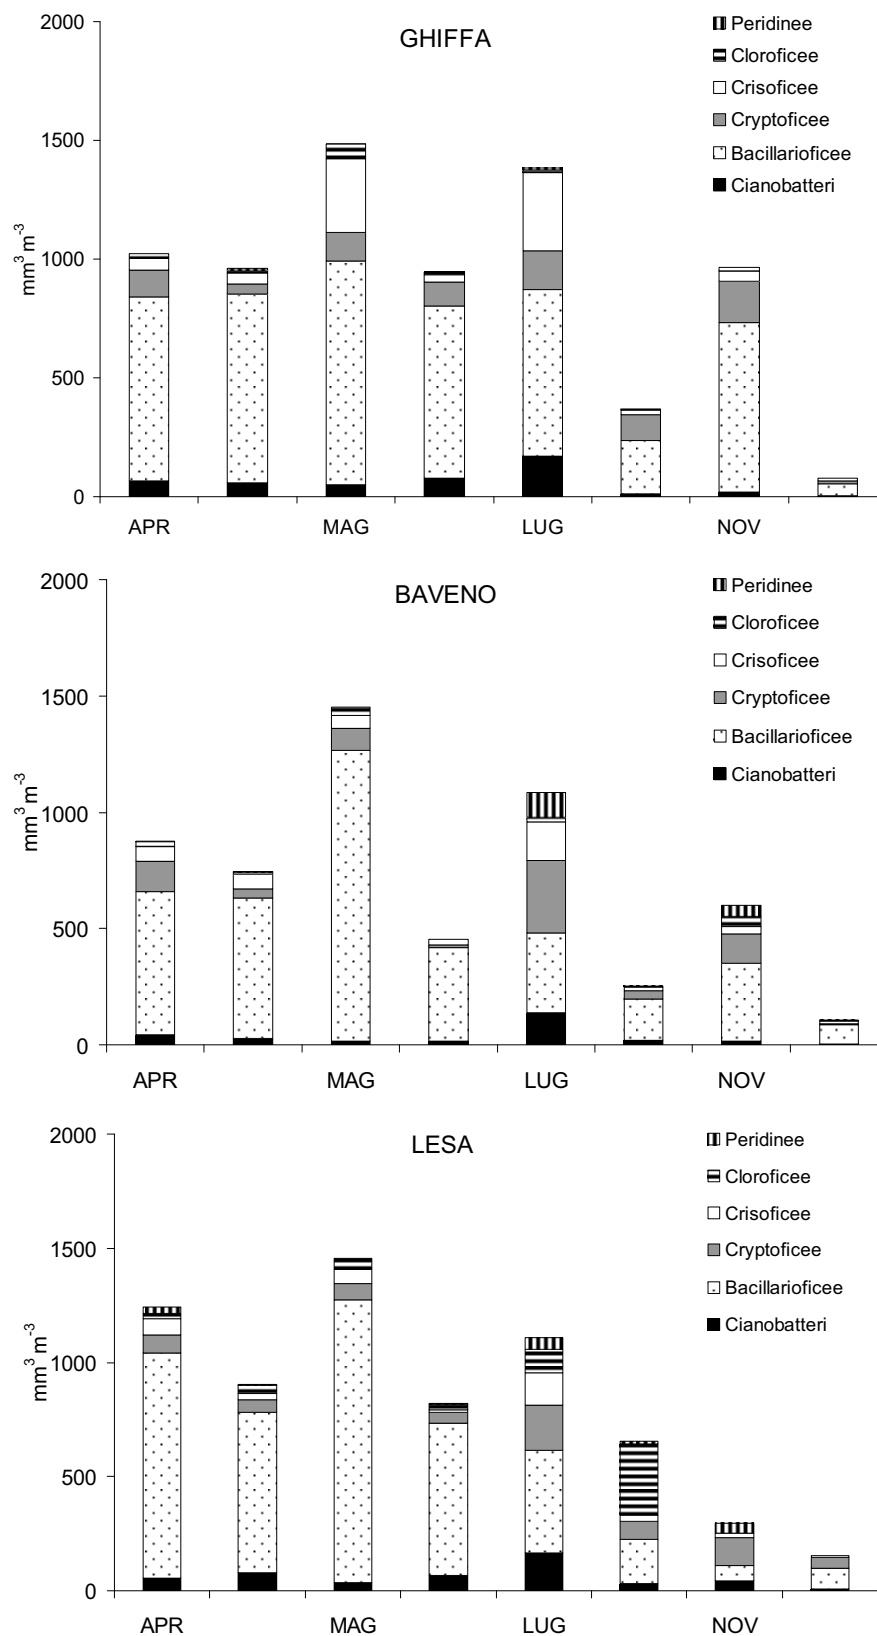 GHIFFA
2000
1500
1000
500
0
mm³ m⁻³
Peridinee
Cloroficee
Crisoficee
Cryptoficee
Bacillarioficee
Cianobatteri
APR MAG LUG NOV
BAVENO
2000
1500
1000
500
0
mm³ m⁻³
Peridinee
Cloroficee
Crisoficee
Cryptoficee
Bacillarioficee
Cianobatteri
APR MAG LUG NOV
LESA
2000
1500
1000
500
0
mm³ m⁻³
Peridinee
Cloroficee
Crisoficee
Cryptoficee
Bacillarioficee
Cianobatteri
APR MAG LUG NOV